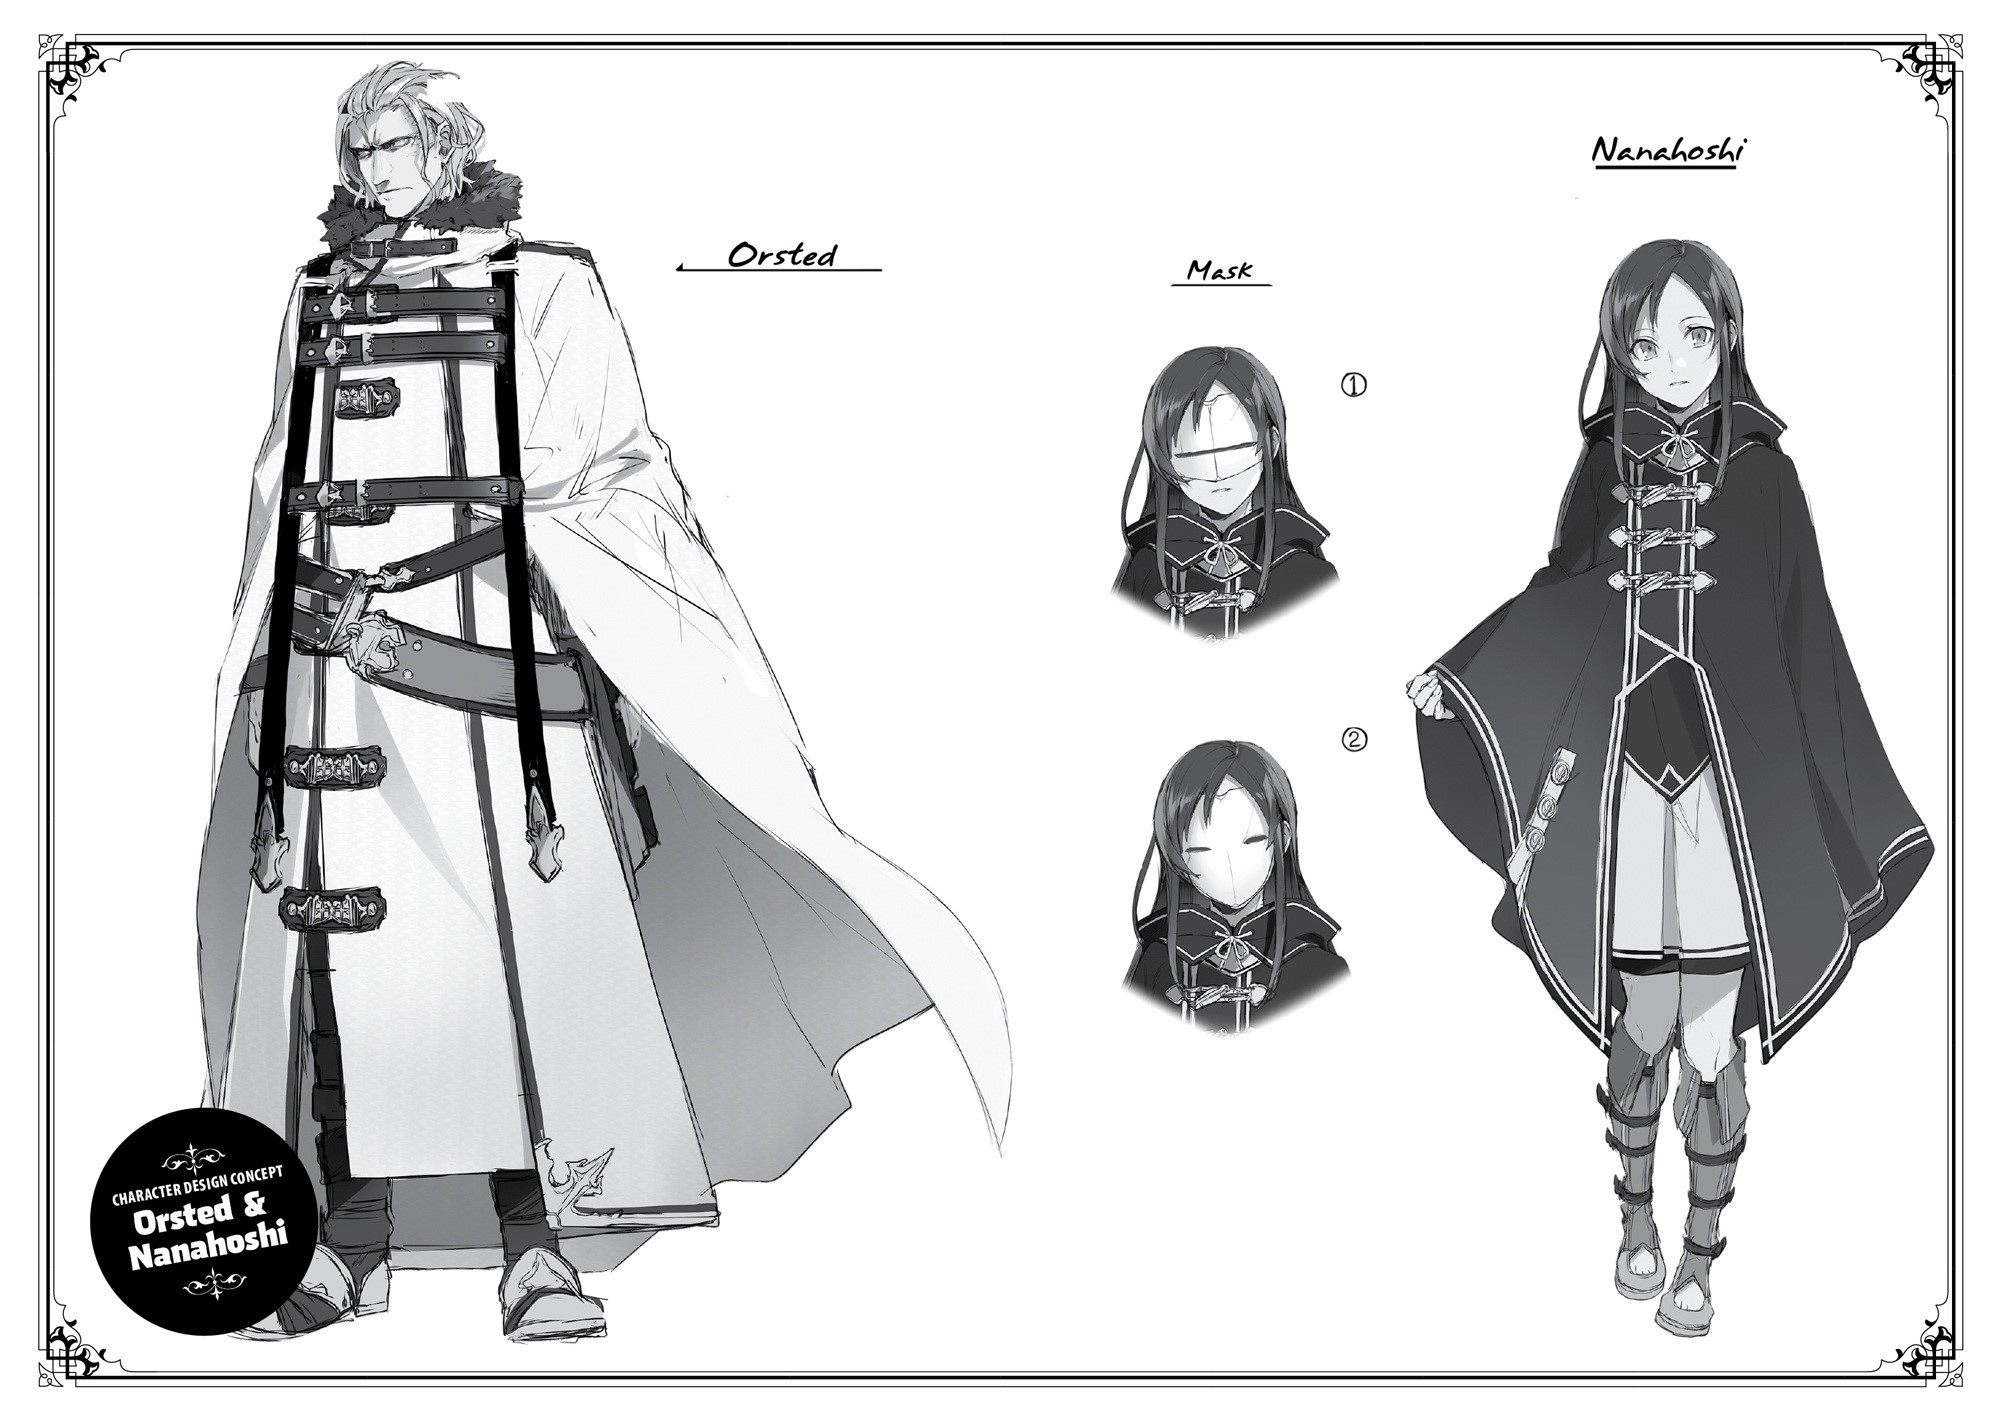 Orsted
Mask
①
②
Nanahoshi
CHARACTER DESIGN CONCEPT
Orsted &
Nanahoshi